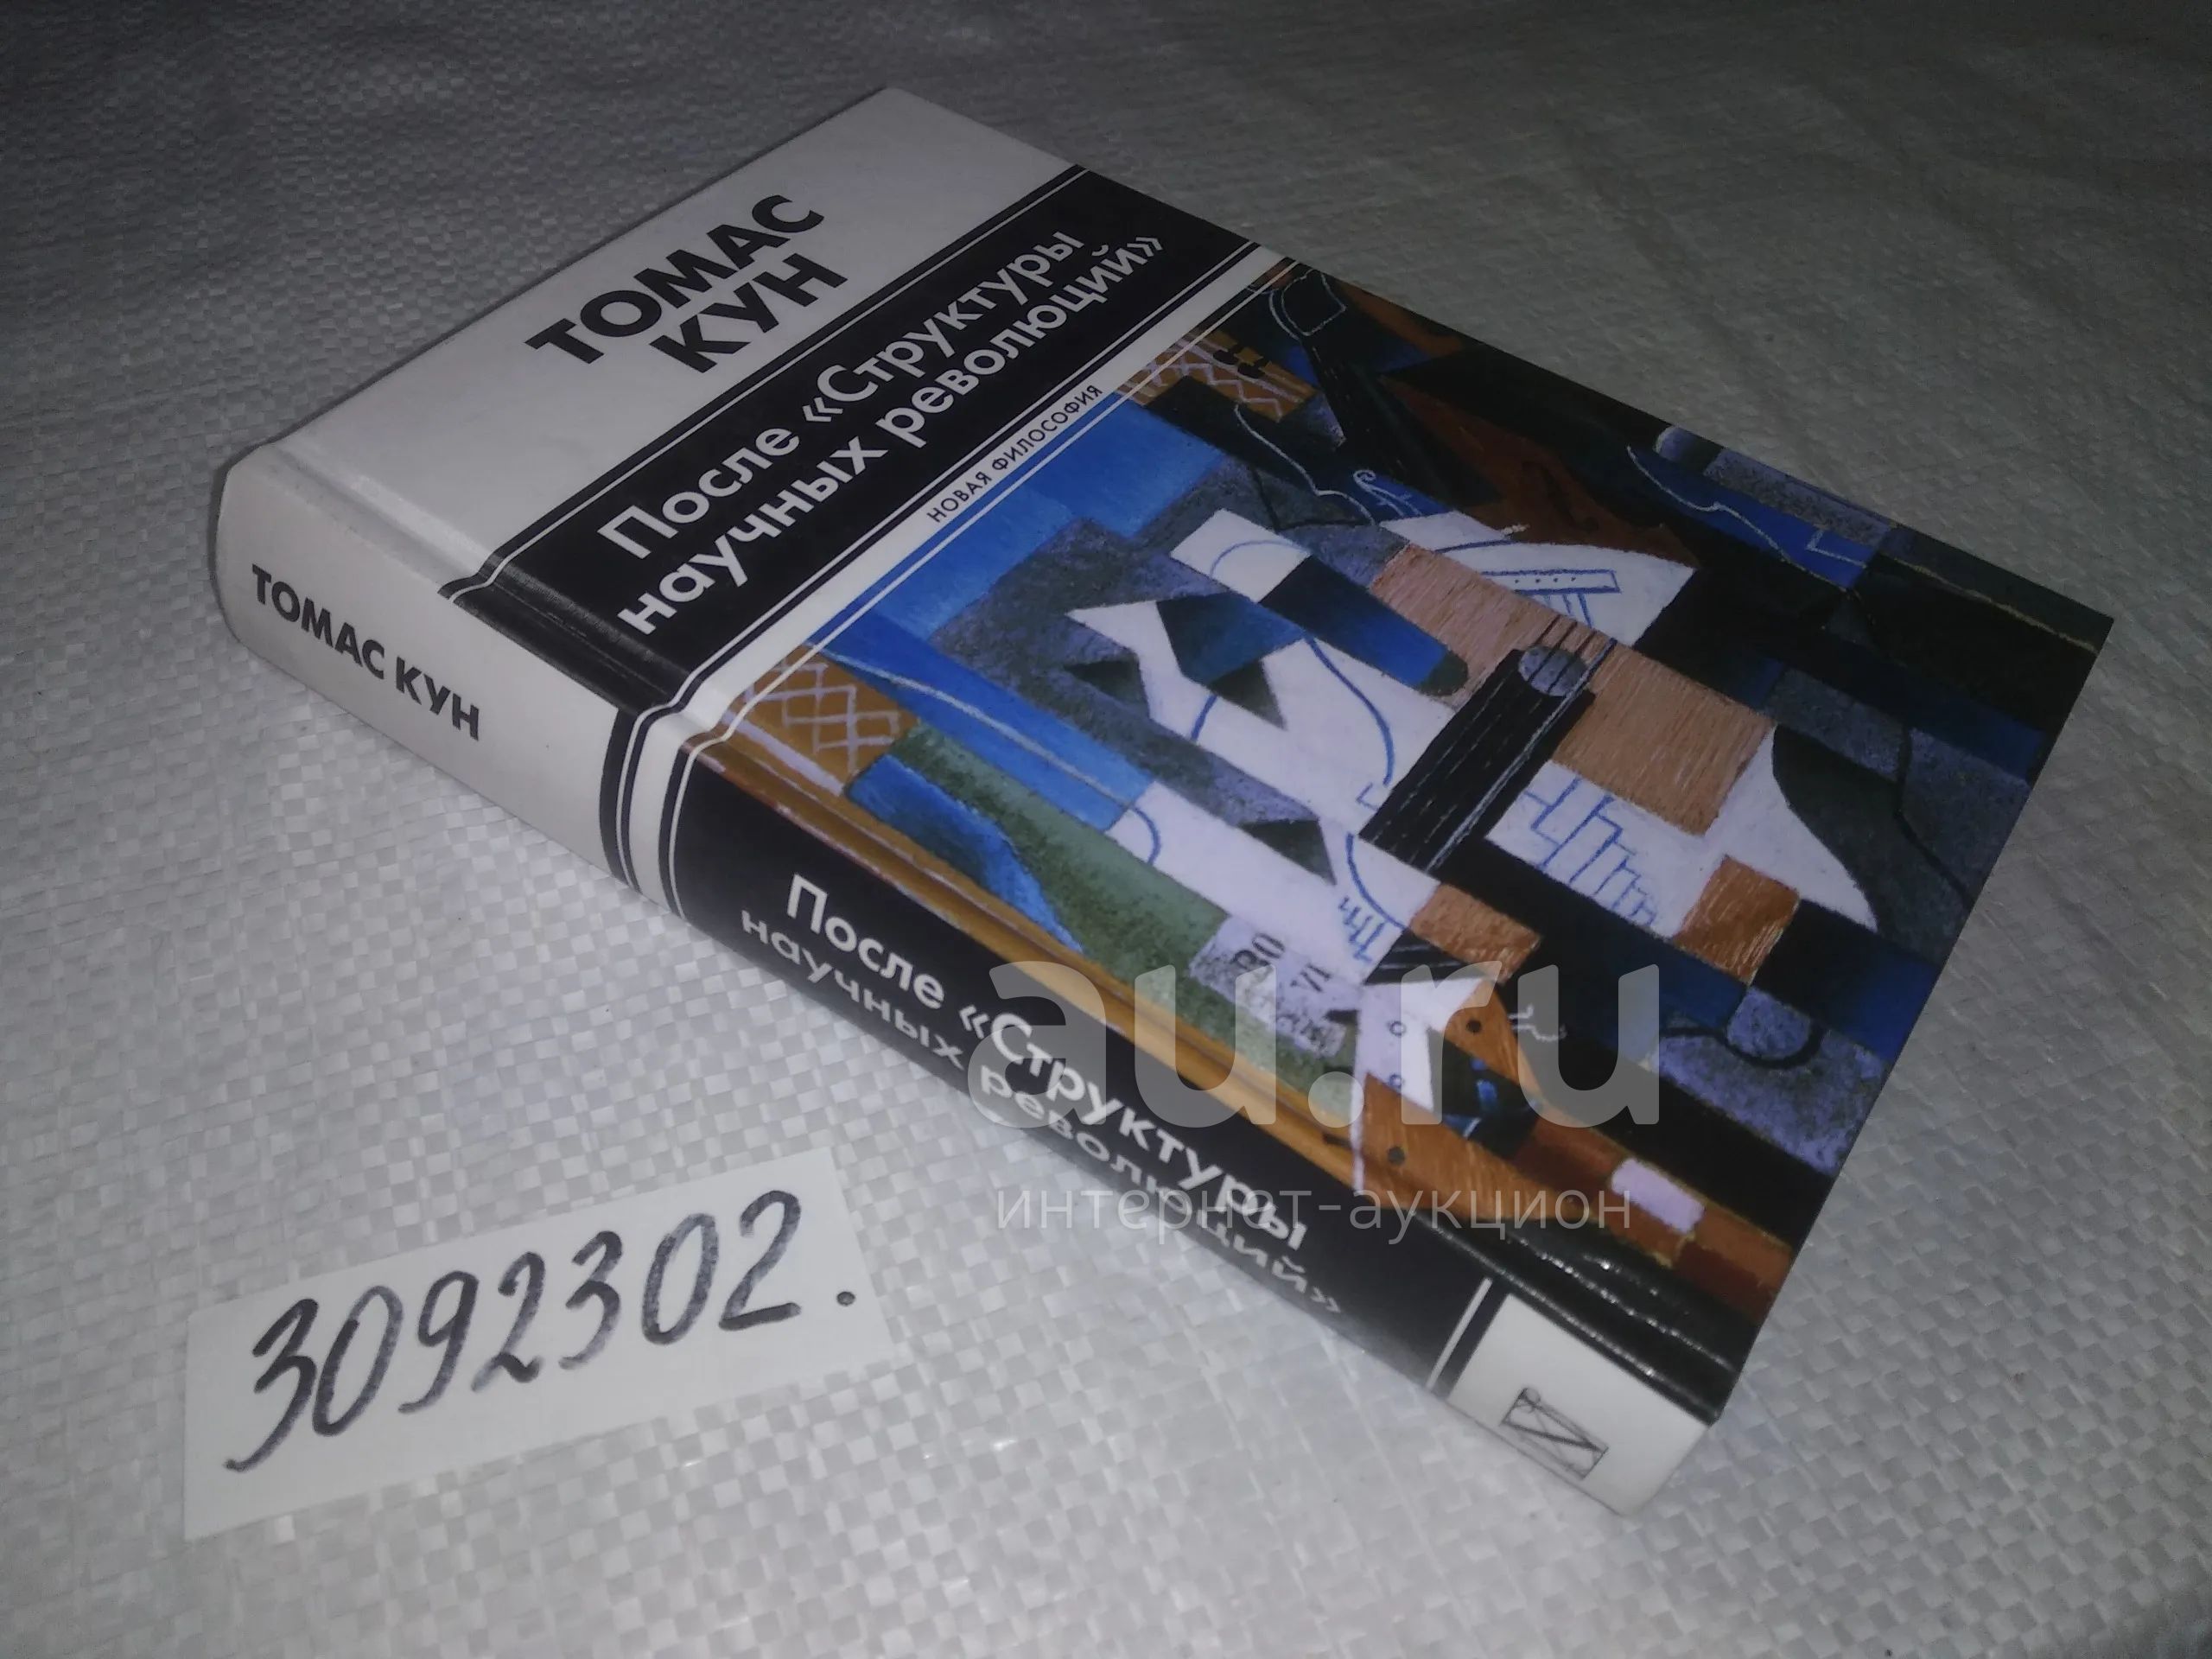 ТОМАС
КУН
После «Структуры
научных революций»
НОВАЯ ФИЛОСОФИЯ
ТОМАС КУН
После «Структуры
научных революций»
80
au.ru
интернет-аукцион
3092302.